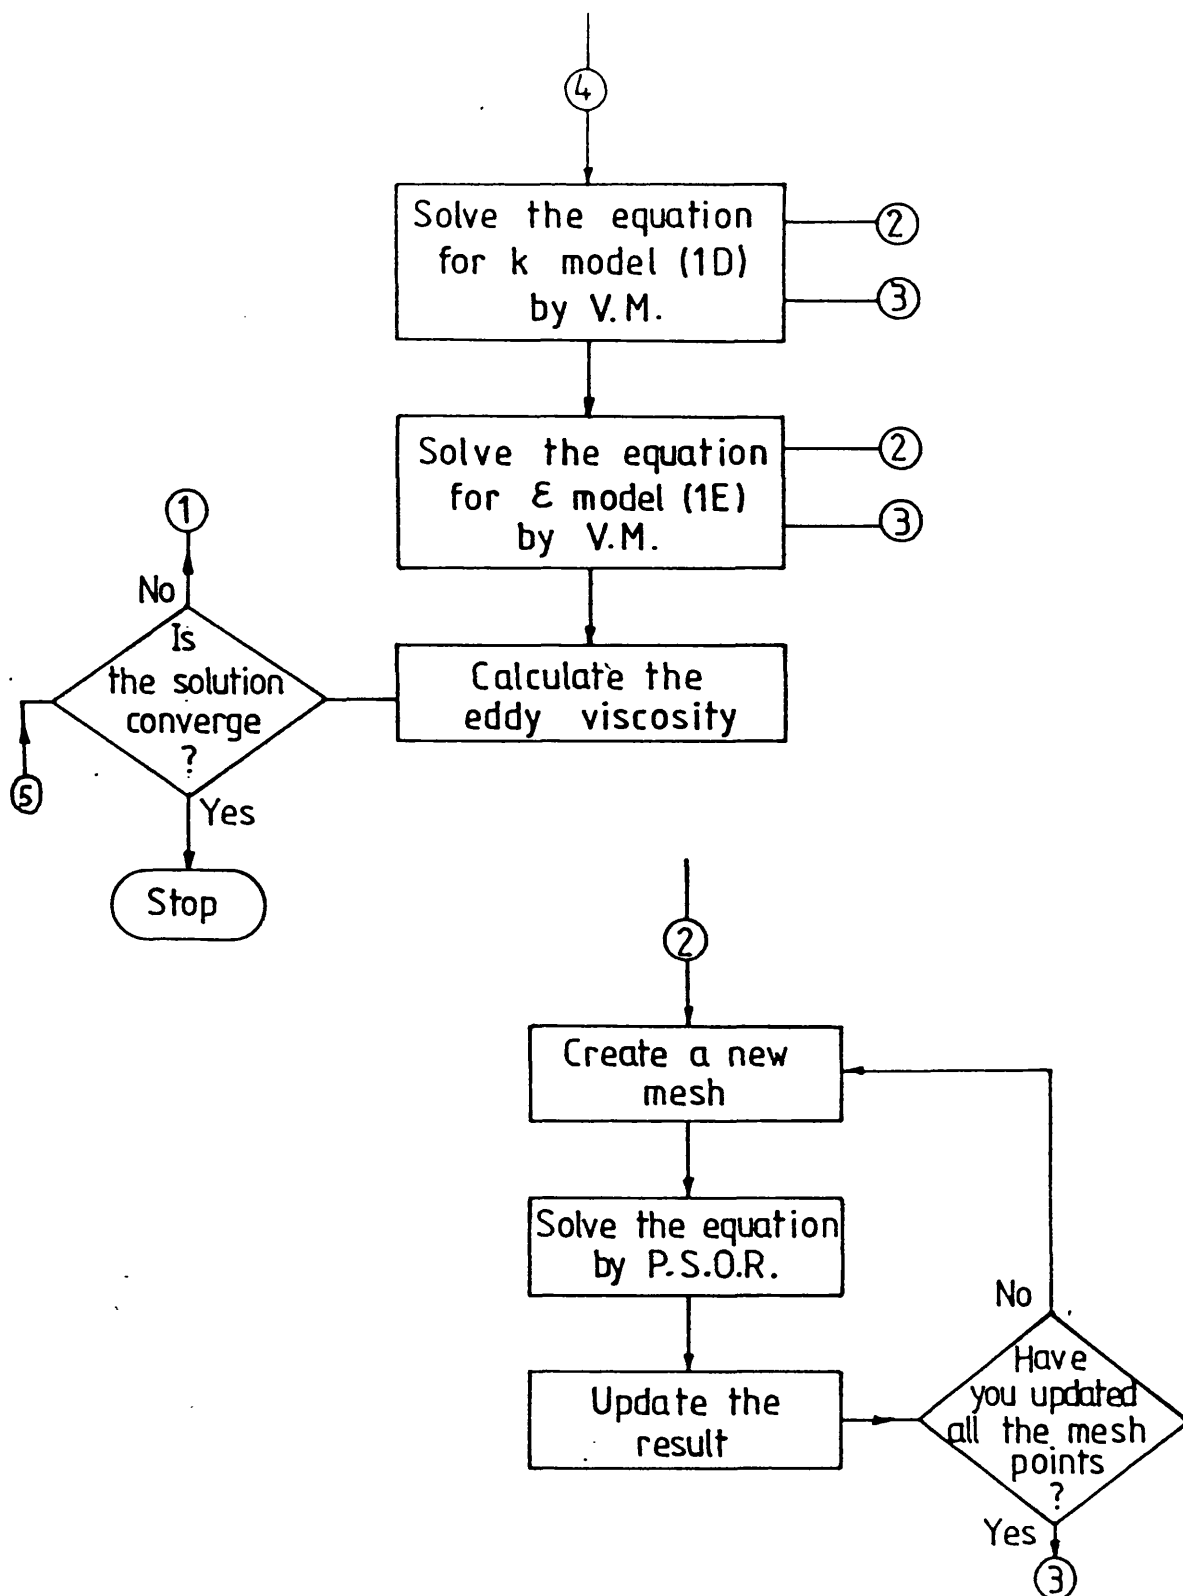 4
Solve the equation
for k model (1D)
by V.M.
2
3
Solve the equation
for ε model (1E)
by V.M.
2
3
1
No
Is
the solution
converge
?
Calculate the
eddy viscosity
5
Yes
Stop
2
Create a new
mesh
Solve the equation
by P.S.O.R.
No
Update the
result
Have
you updated
all the mesh
points
?
Yes
3